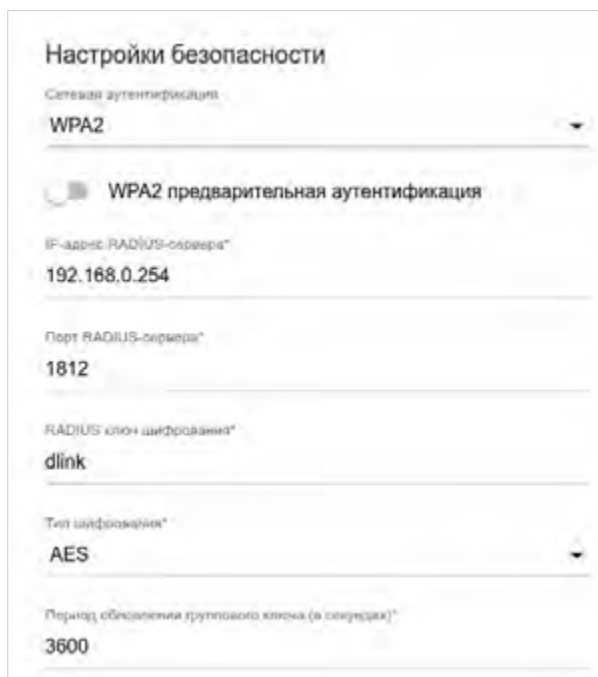 Настройки безопасности
Сетевая аутентификация
WPA2
WPA2 предварительная аутентификация
IP-адрес RADIUS-сервера*
192.168.0.254
Порт RADIUS-сервера*
1812
RADIUS ключ шифрования*
dlink
Тип шифрования*
AES
Период обновления группового ключа (в секундах)*
3600